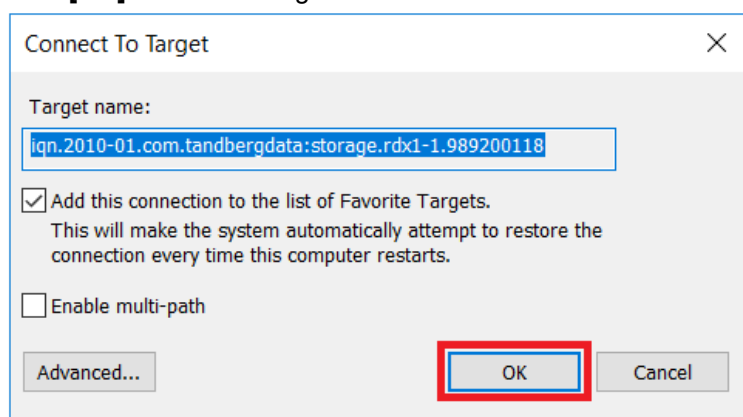 Connect To Target
Target name:
iqn.2010-01.com.tandbergdata:storage.rdx1-1.989200118
Add this connection to the list of Favorite Targets.
This will make the system automatically attempt to restore the
connection every time this computer restarts.
Enable multi-path
Advanced...
OK
Cancel